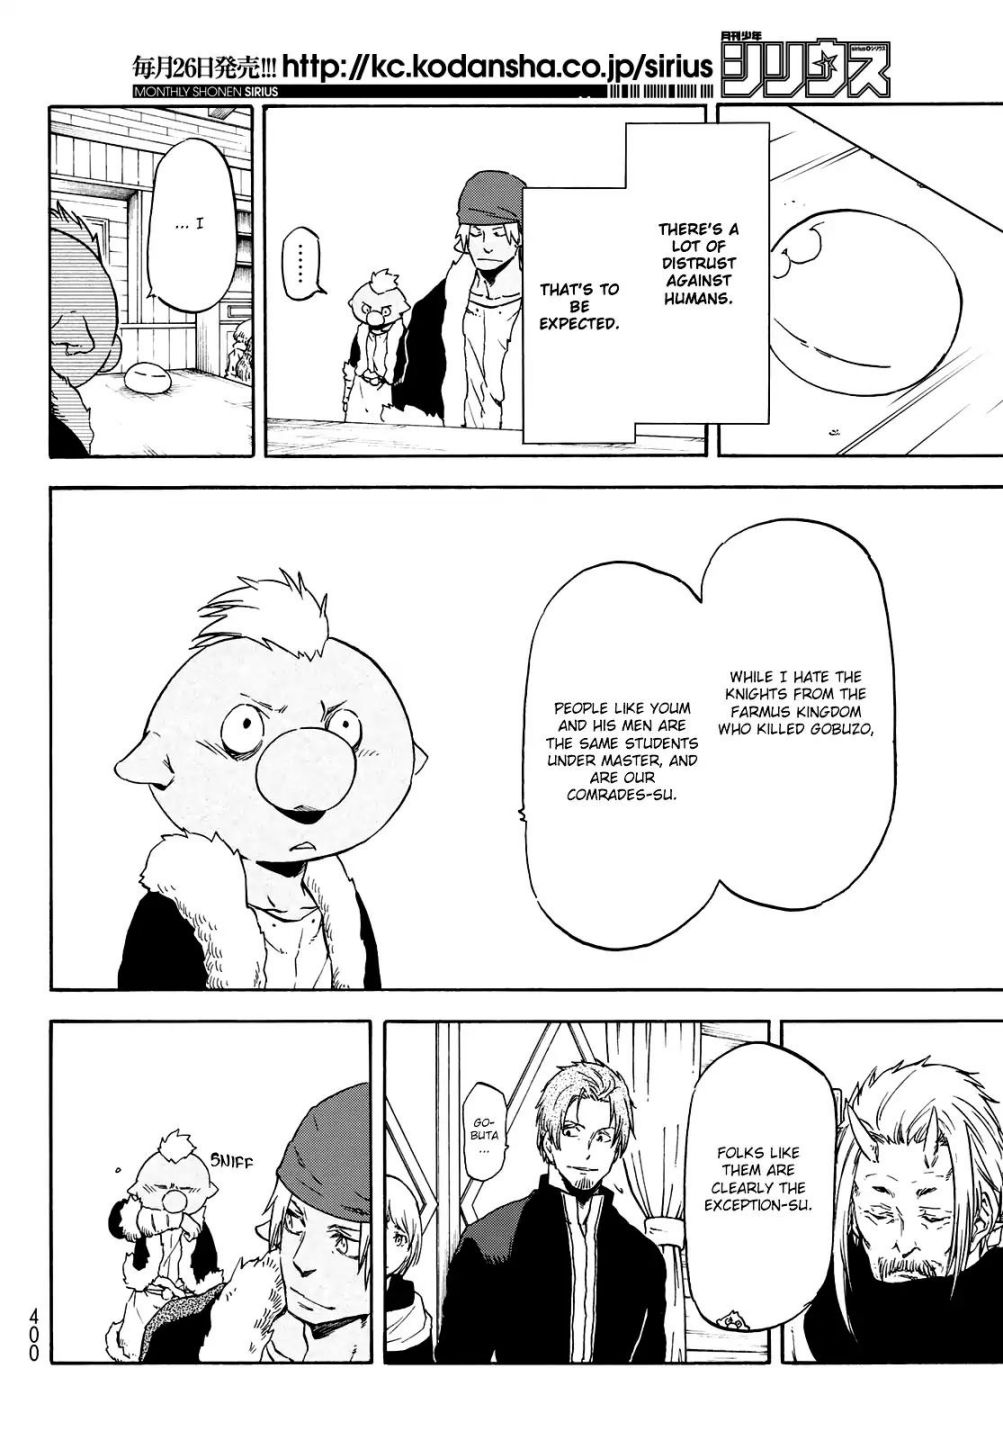 毎月26日発売!!! http://kc.kodansha.co.jp/sirius
MONTHLY SHONEN SIRIUS
月刊少年
シリウス
THERE'S A
LOT OF
DISTRUST
AGAINST
HUMANS.
THAT'S TO
BE
EXPECTED.
......
... I
WHILE I HATE THE
KNIGHTS FROM THE
FARMUS KINGDOM
WHO KILLED GOBUZO,
PEOPLE LIKE YOUM
AND HIS MEN ARE
THE SAME STUDENTS
UNDER MASTER, AND
ARE OUR
COMRADES-SU.
FOLKS LIKE
THEM ARE
CLEARLY THE
EXCEPTION-SU.
GO-
BUTA
...
SNIFF
400